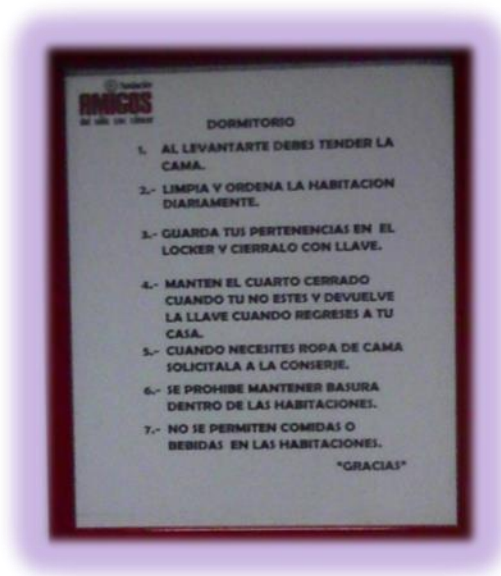 Fundación
AMIGOS
del niño con cáncer
DORMITORIO
1. AL LEVANTARTE DEBES TENDER LA
CAMA.
2.- LIMPIA Y ORDENA LA HABITACION
DIARIAMENTE.
3.- GUARDA TUS PERTENENCIAS EN EL
LOCKER Y CIERRALO CON LLAVE.
4.- MANTEN EL CUARTO CERRADO
CUANDO TU NO ESTES Y DEVUELVE
LA LLAVE CUANDO REGRESES A TU
CASA.
5.- CUANDO NECESITES ROPA DE CAMA
SOLICITALA A LA CONSERJE.
6.- SE PROHIBE MANTENER BASURA
DENTRO DE LAS HABITACIONES.
7.- NO SE PERMITEN COMIDAS O
BEBIDAS EN LAS HABITACIONES.
"GRACIAS"